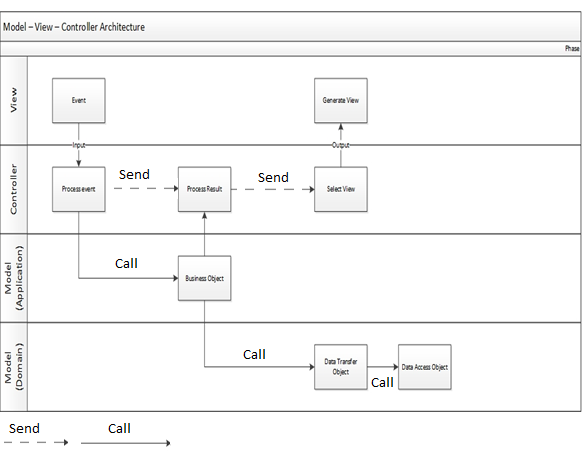 Model – View – Controller Architecture
Phase
View
Event
Generate View
Input
Output
Controller
Process event
Send
Process Result
Send
Select View
Model
(Application)
Call
Business Object
Model
(Domain)
Call
Data Transfer
Object
Call
Data Access Object
Send
Call